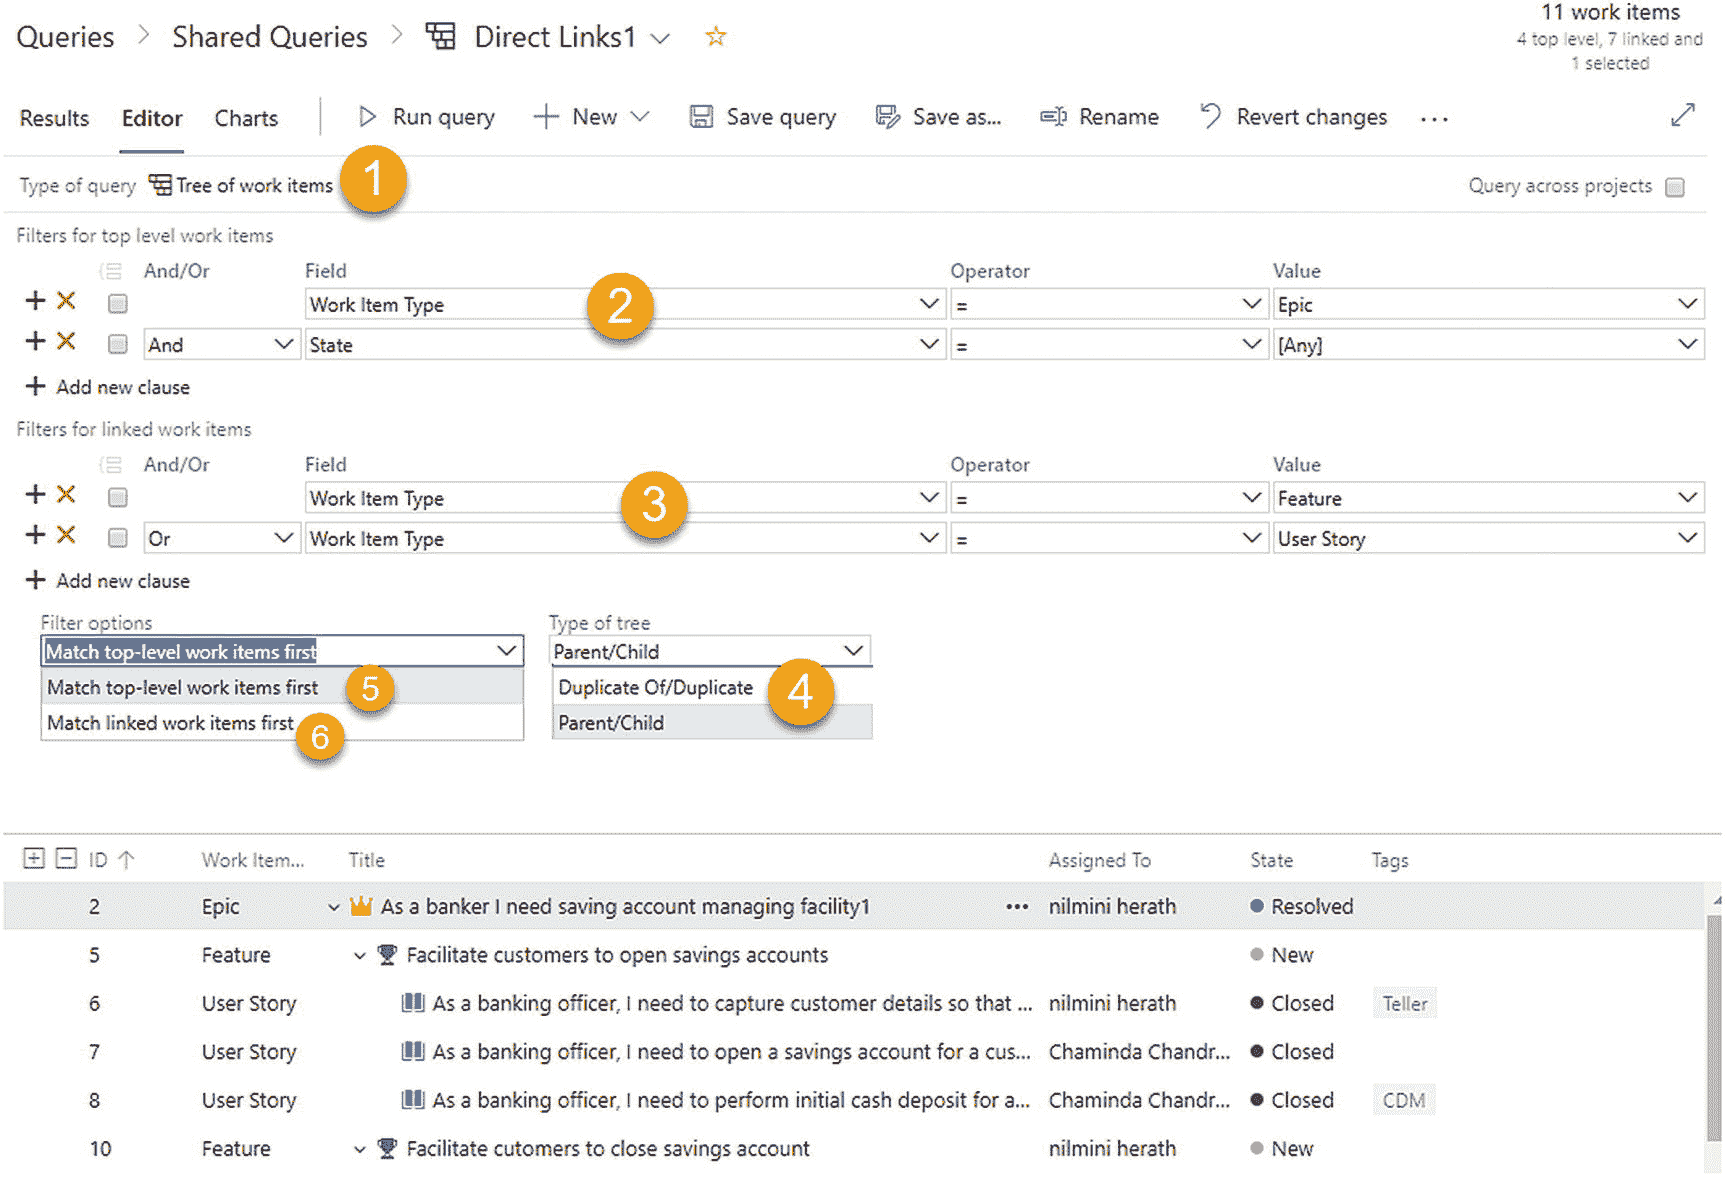 Queries > Shared Queries > Direct Links1
11 work items
4 top level, 7 linked and
1 selected
Results Editor Charts Run query New Save query Save as... Rename Revert changes ...
1
Type of query Tree of work items Query across projects
Filters for top level work items
And/Or Field Operator Value
Work Item Type = Epic
2
And State = [Any]
+ Add new clause
Filters for linked work items
And/Or Field Operator Value
Work Item Type = Feature
3
Or Work Item Type = User Story
+ Add new clause
Filter options Type of tree
Match top-level work items first Parent/Child
Match top-level work items first 5 Duplicate Of/Duplicate 4
Match linked work items first 6 Parent/Child
ID Work Item... Title Assigned To State Tags
2 Epic As a banker I need saving account managing facility1 ... nilmini herath Resolved
5 Feature Facilitate customers to open savings accounts New
6 User Story As a banking officer, I need to capture customer details so that ... nilmini herath Closed Teller
7 User Story As a banking officer, I need to open a savings account for a cus... Chaminda Chandr... Closed
8 User Story As a banking officer, I need to perform initial cash deposit for a... Chaminda Chandr... Closed CDM
10 Feature Facilitate cutomers to close savings account nilmini herath New